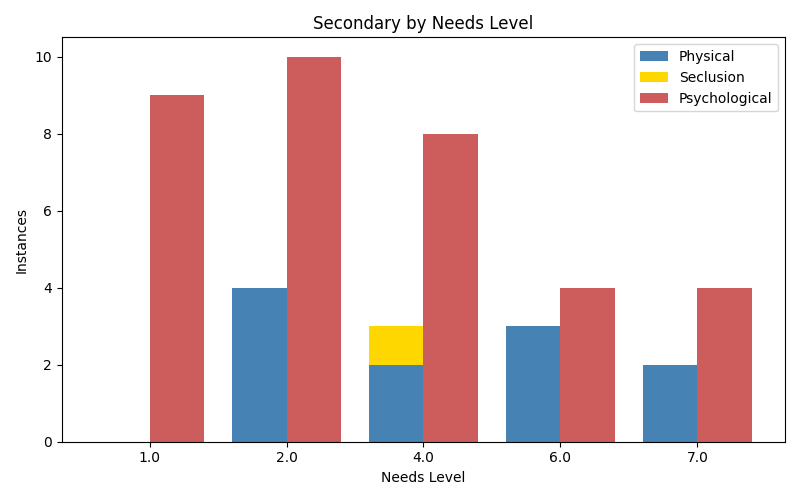 Secondary by Needs Level
Physical
Seclusion
Psychological
10
8
6
4
2
0
Instances
1.0 2.0 4.0 6.0 7.0
Needs Level